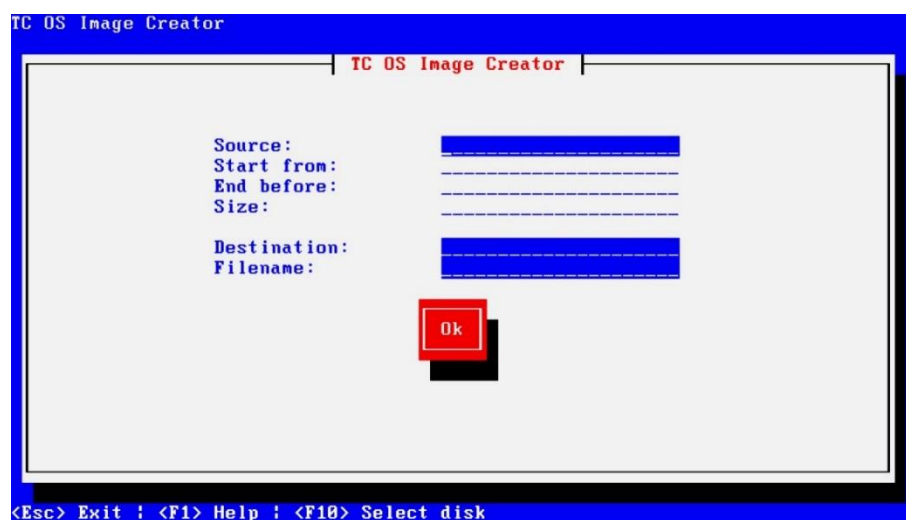 TC OS Image Creator
TC OS Image Creator
Source:
Start from:
End before:
Size:
Destination:
Filename:
Ok
<Esc> Exit ¦ <F1> Help ¦ <F10> Select disk